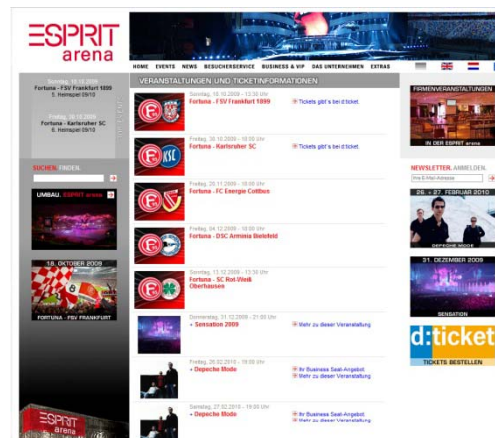 ESPRIT
arena
HOME EVENTS NEWS BESUCHERSERVICE BUSINESS & VIP DAS UNTERNEHMEN EXTRAS
Sonntag, 18.10.2009
Fortuna - FSV Frankfurt 1899
5. Heimspiel 09/10
Freitag, 30.10.2009
Fortuna - Karlsruher SC
6. Heimspiel 09/10
SUCHEN. FINDEN.
UMBAU. ESPRIT arena
18. OKTOBER 2009
FORTUNA - FSV FRANKFURT
ESPRIT
arena
VERANSTALTUNGEN UND TICKETINFORMATIONEN
Sonntag, 18.10.2009 - 13:30 Uhr
Fortuna - FSV Frankfurt 1899
Tickets gibt´s bei d:ticket.
Freitag, 30.10.2009 - 18:00 Uhr
Fortuna - Karlsruher SC
Tickets gibt´s bei d:ticket.
KSC
Freitag, 20.11.2009 - 18:00 Uhr
Fortuna - FC Energie Cottbus
Freitag, 04.12.2009 - 18:00 Uhr
Fortuna - DSC Arminia Bielefeld
Sonntag, 13.12.2009 - 13:30 Uhr
Fortuna - SC Rot-Weiß
Oberhausen
Donnerstag, 31.12.2009 - 21:00 Uhr
Sensation 2009
Mehr zu dieser Veranstaltung
Freitag, 26.02.2010 - 19:00 Uhr
Depeche Mode
Ihr Business Seat-Angebot.
Mehr zu dieser Veranstaltung
Samstag, 27.02.2010 - 19:00 Uhr
Depeche Mode
Ihr Business Seat-Angebot.
Mehr zu dieser Veranstaltung
FIRMENVERANSTALTUNGEN
IN DER ESPRIT arena
NEWSLETTER. ANMELDEN.
Ihre E-Mail-Adresse
26. + 27. FEBRUAR 2010
DEPECHE MODE
31. DEZEMBER 2009
SENSATION
d:ticket
TICKETS BESTELLEN